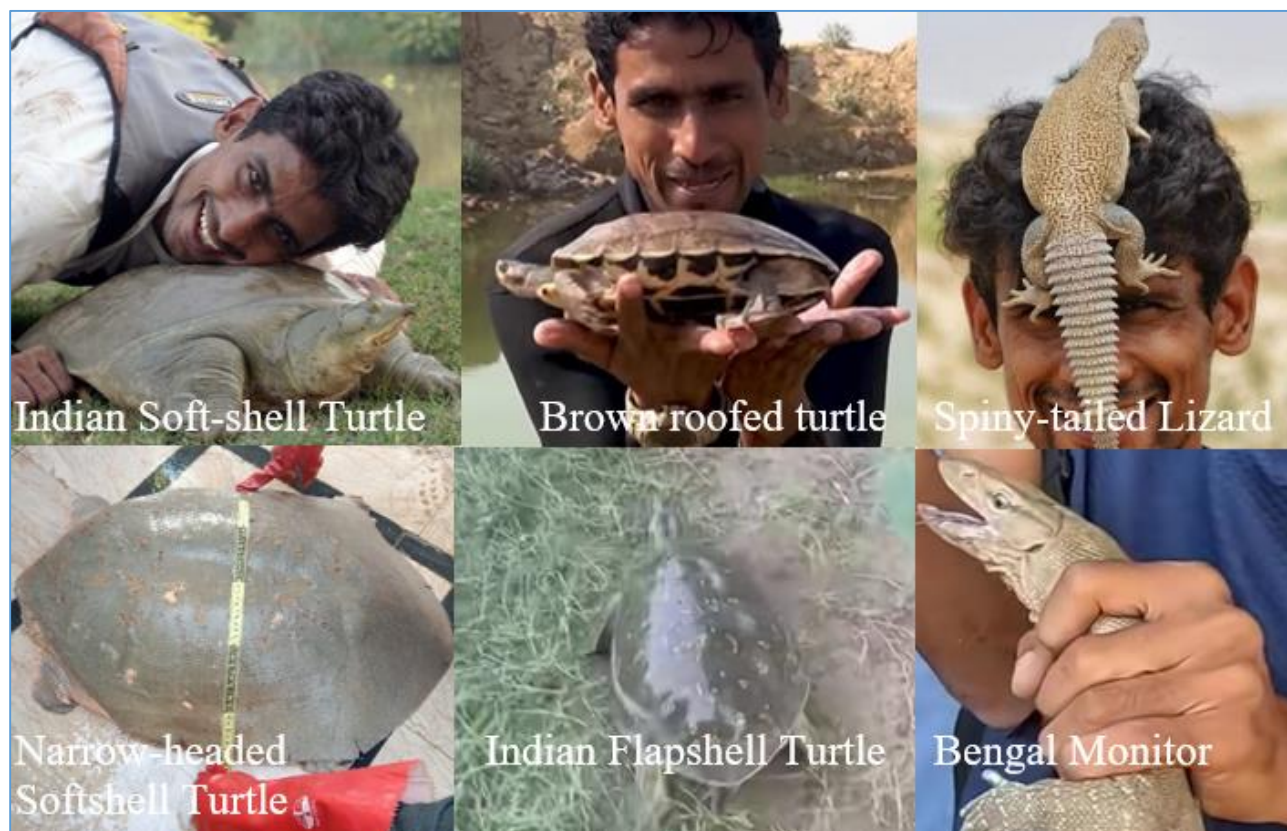 Indian Soft-shell Turtle
Brown roofed turtle
Spiny-tailed Lizard
Narrow-headed
Softshell Turtle
Indian Flapshell Turtle
Bengal Monitor